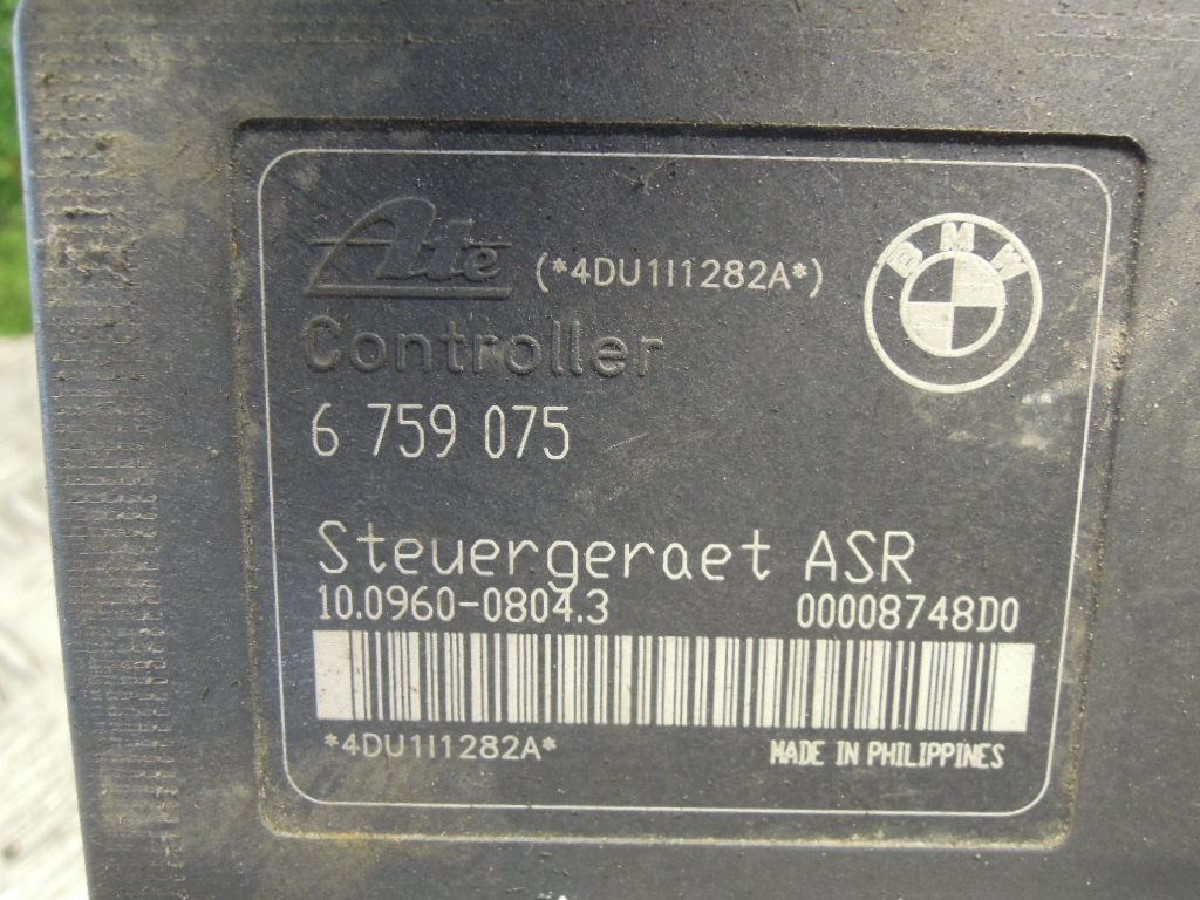 Ate (*4DU1I1282A*)
BMW
Controller
6 759 075
Steuergeraet ASR
10.0960-0804.3 00008748D0
*4DU1I1282A* MADE IN PHILIPPINES